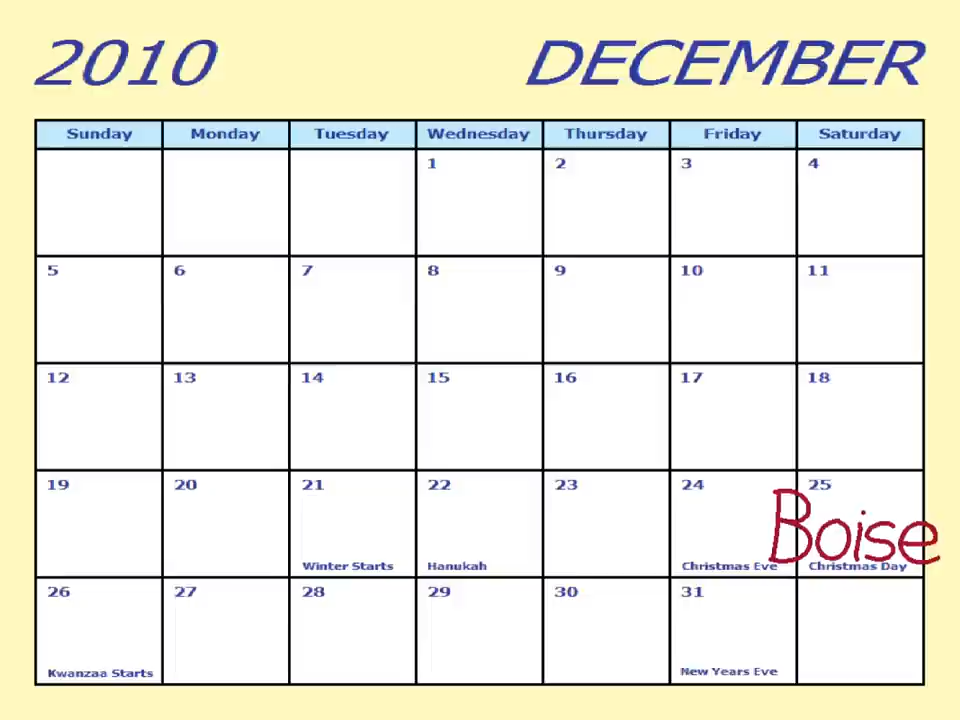 2010 DECEMBER
Sunday Monday Tuesday Wednesday Thursday Friday Saturday
1 2 3 4
5 6 7 8 9 10 11
12 13 14 15 16 17 18
19 20 21 22 23 24 25
Boise
Winter Starts Hanukah Christmas Eve Christmas Day
26 27 28 29 30 31
Kwanzaa Starts New Years Eve